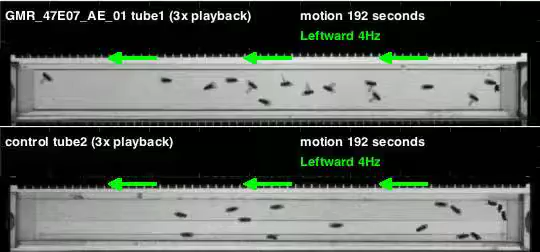 GMR_47E07_AE_01 tube1 (3x playback)
motion 192 seconds
Leftward 4Hz
control tube2 (3x playback)
motion 192 seconds
Leftward 4Hz